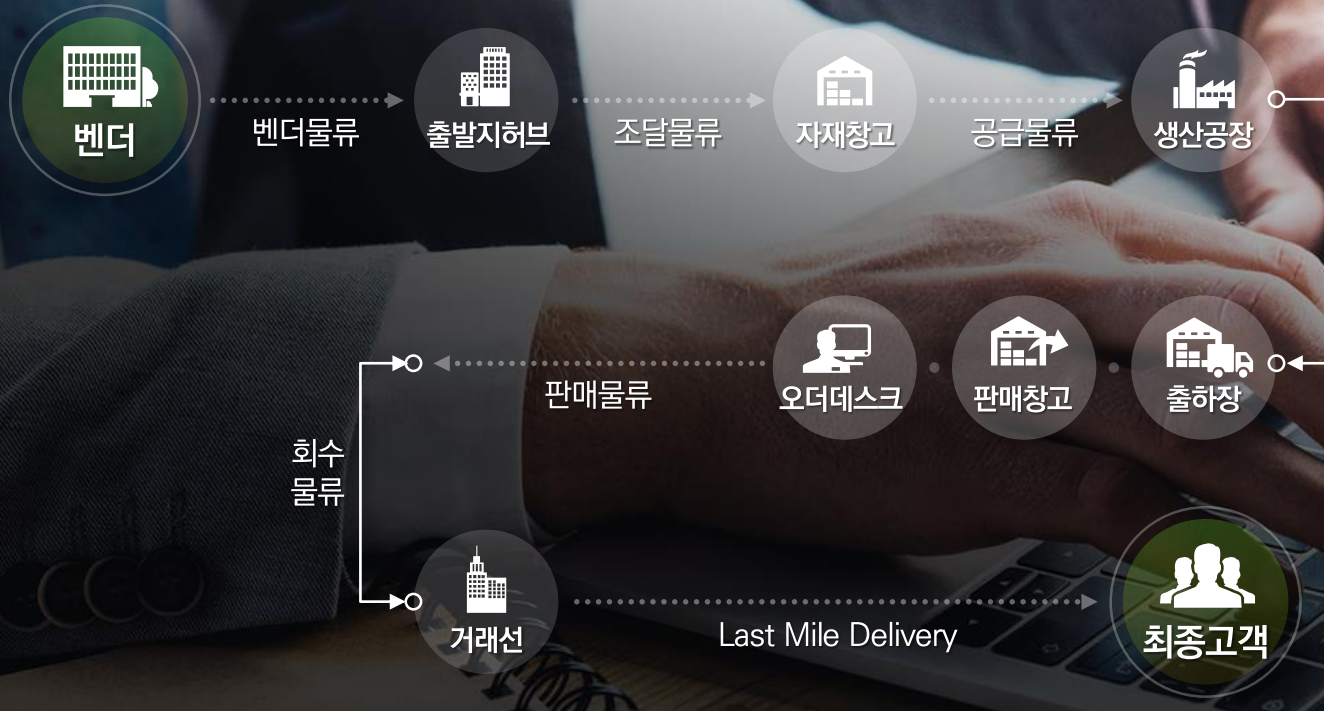 벤더
벤더물류
출발지허브
조달물류
자재창고
공급물류
생산공장
판매물류
오더데스크
판매창고
출하장
회수
물류
거래선
Last Mile Delivery
최종고객